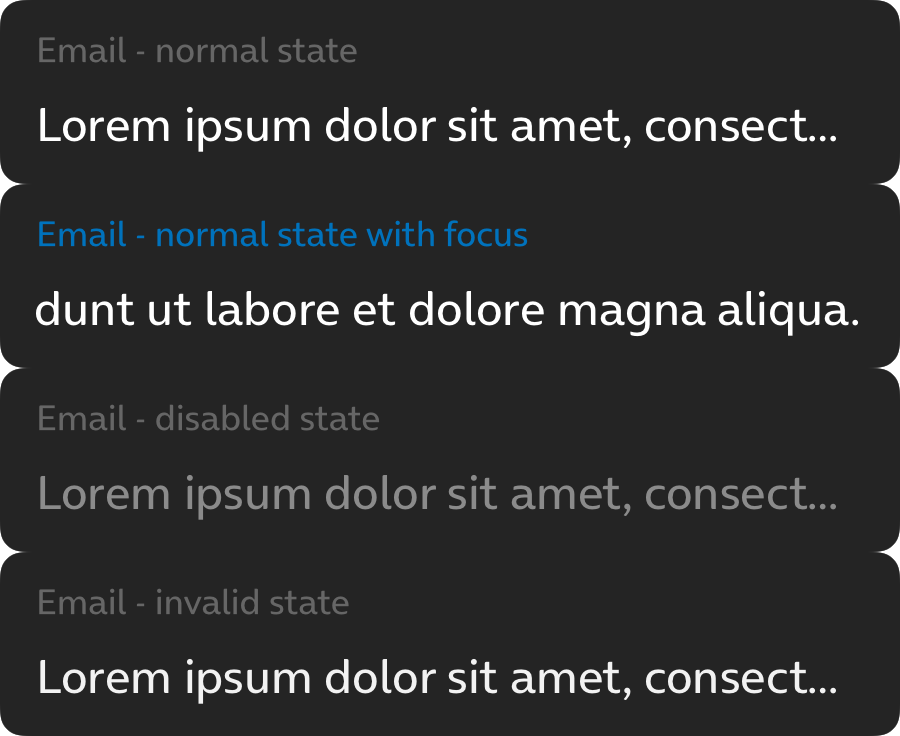 Email - normal state
Lorem ipsum dolor sit amet, consect...
Email - normal state with focus
dunt ut labore et dolore magna aliqua.
Email - disabled state
Lorem ipsum dolor sit amet, consect...
Email - invalid state
Lorem ipsum dolor sit amet, consect...